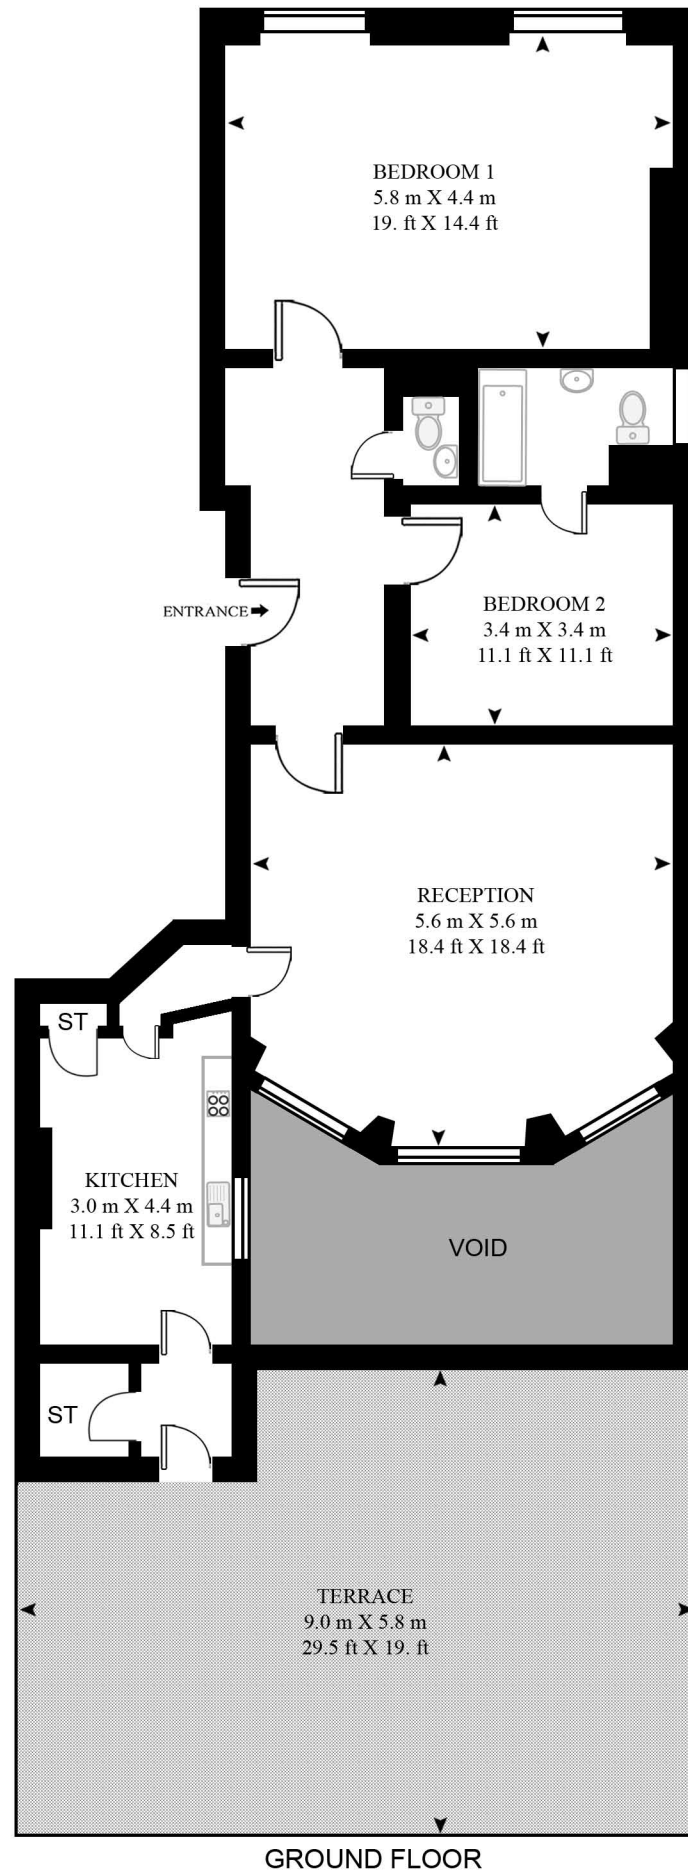 BEDROOM 1
5.8 m X 4.4 m
19. ft X 14.4 ft
ENTRANCE
BEDROOM 2
3.4 m X 3.4 m
11.1 ft X 11.1 ft
RECEPTION
5.6 m X 5.6 m
18.4 ft X 18.4 ft
ST
KITCHEN
3.0 m X 4.4 m
11.1 ft X 8.5 ft
VOID
ST
TERRACE
9.0 m X 5.8 m
29.5 ft X 19. ft
GROUND FLOOR